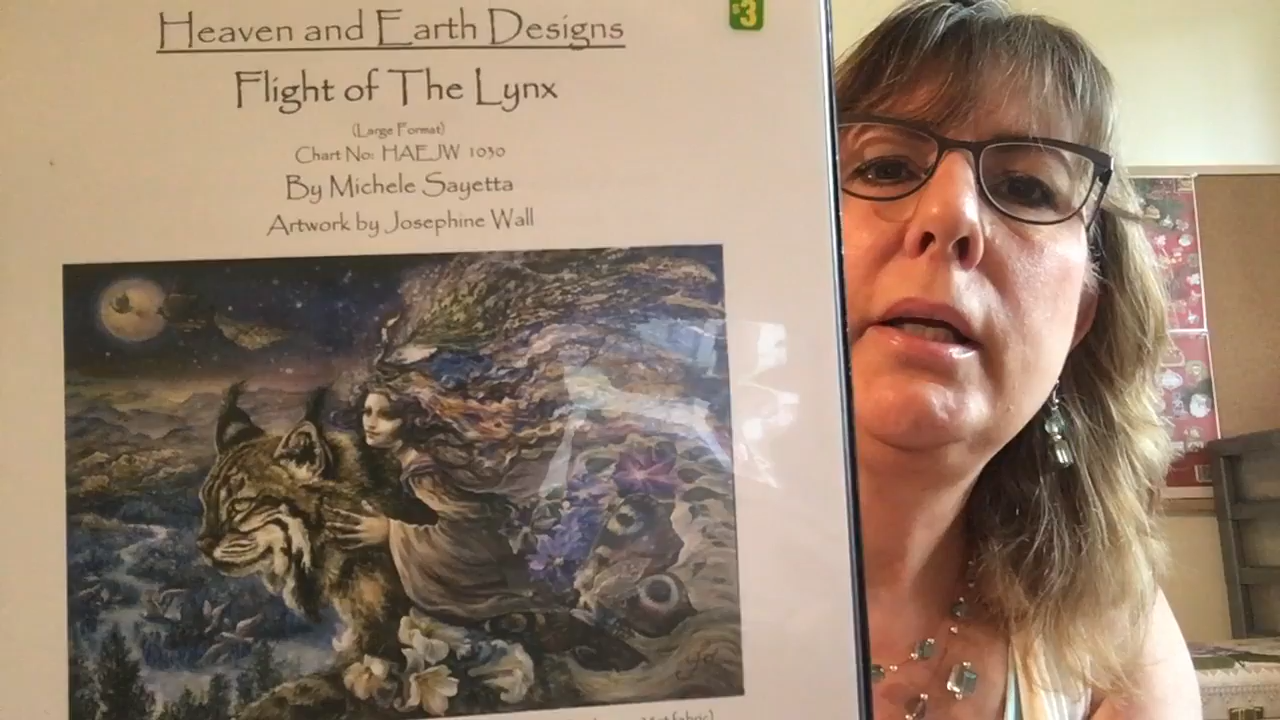 Heaven and Earth Designs
$3
Flight of The Lynx
(Large Format)
Chart No: HAEJW 1030
By Michele Sayetta
Artwork by Josephine Wall
fabric)